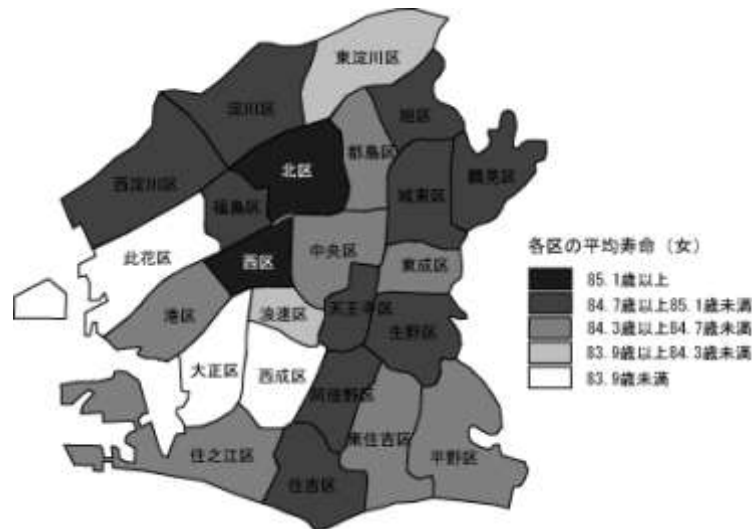 東淀川区
淀川区
旭区
都島区
北区
西淀川区
城東区
鶴見区
福島区
此花区
中央区
西区
東成区
港区
天王寺区
浪速区
生野区
大正区
西成区
阿倍野区
東住吉区
住之江区
平野区
住吉区
各区の平均寿命（女）
85.1歳以上
84.7歳以上85.1歳未満
84.3歳以上84.7歳未満
83.9歳以上84.3歳未満
83.9歳未満